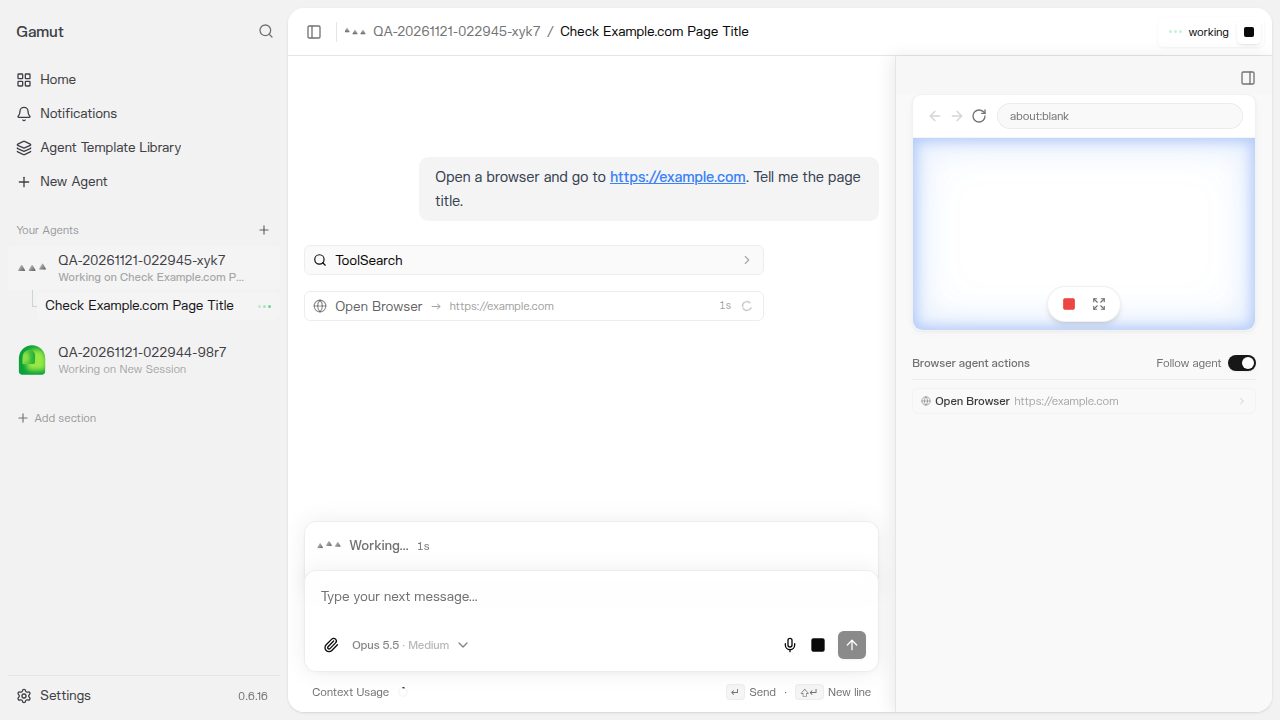 Gamut
Home
Notifications
Agent Template Library
New Agent
Your Agents
QA-20261121-022945-xyk7
Working on Check Example.com P...
Check Example.com Page Title
QA-20261121-022944-98r7
Working on New Session
Add section
Settings
0.6.16
QA-20261121-022945-xyk7 / Check Example.com Page Title
working
Open a browser and go to https://example.com. Tell me the page
title.
ToolSearch
Open Browser → https://example.com 1s
Working... 1s
Type your next message...
Opus 5.5 · Medium
Context Usage
Send · New line
about:blank
Browser agent actions
Follow agent
Open Browser https://example.com